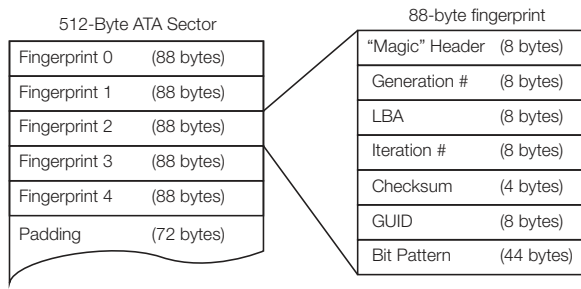 512-Byte ATA Sector
Fingerprint 0 (88 bytes)
Fingerprint 1 (88 bytes)
Fingerprint 2 (88 bytes)
Fingerprint 3 (88 bytes)
Fingerprint 4 (88 bytes)
Padding (72 bytes)
88-byte fingerprint
“Magic” Header (8 bytes)
Generation # (8 bytes)
LBA (8 bytes)
Iteration # (8 bytes)
Checksum (4 bytes)
GUID (8 bytes)
Bit Pattern (44 bytes)